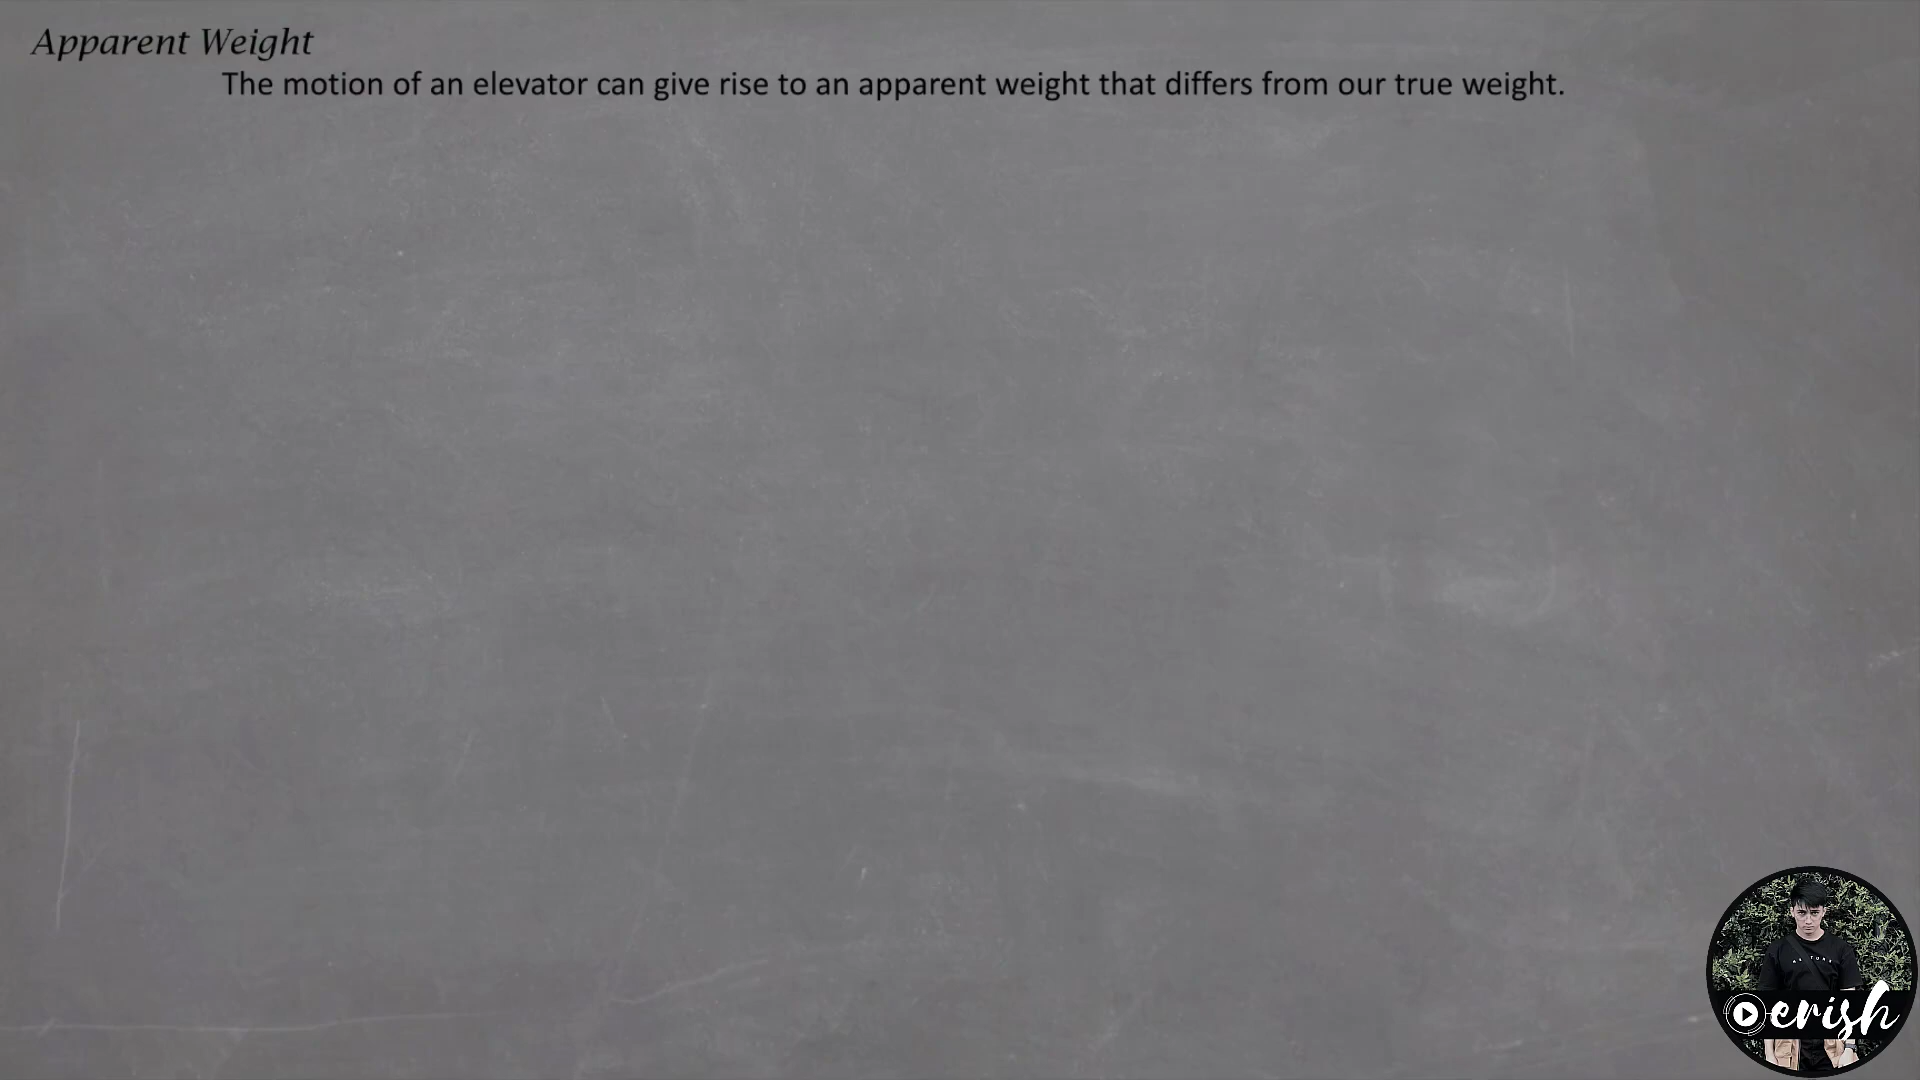 Apparent Weight
The motion of an elevator can give rise to an apparent weight that differs from our true weight.
erish